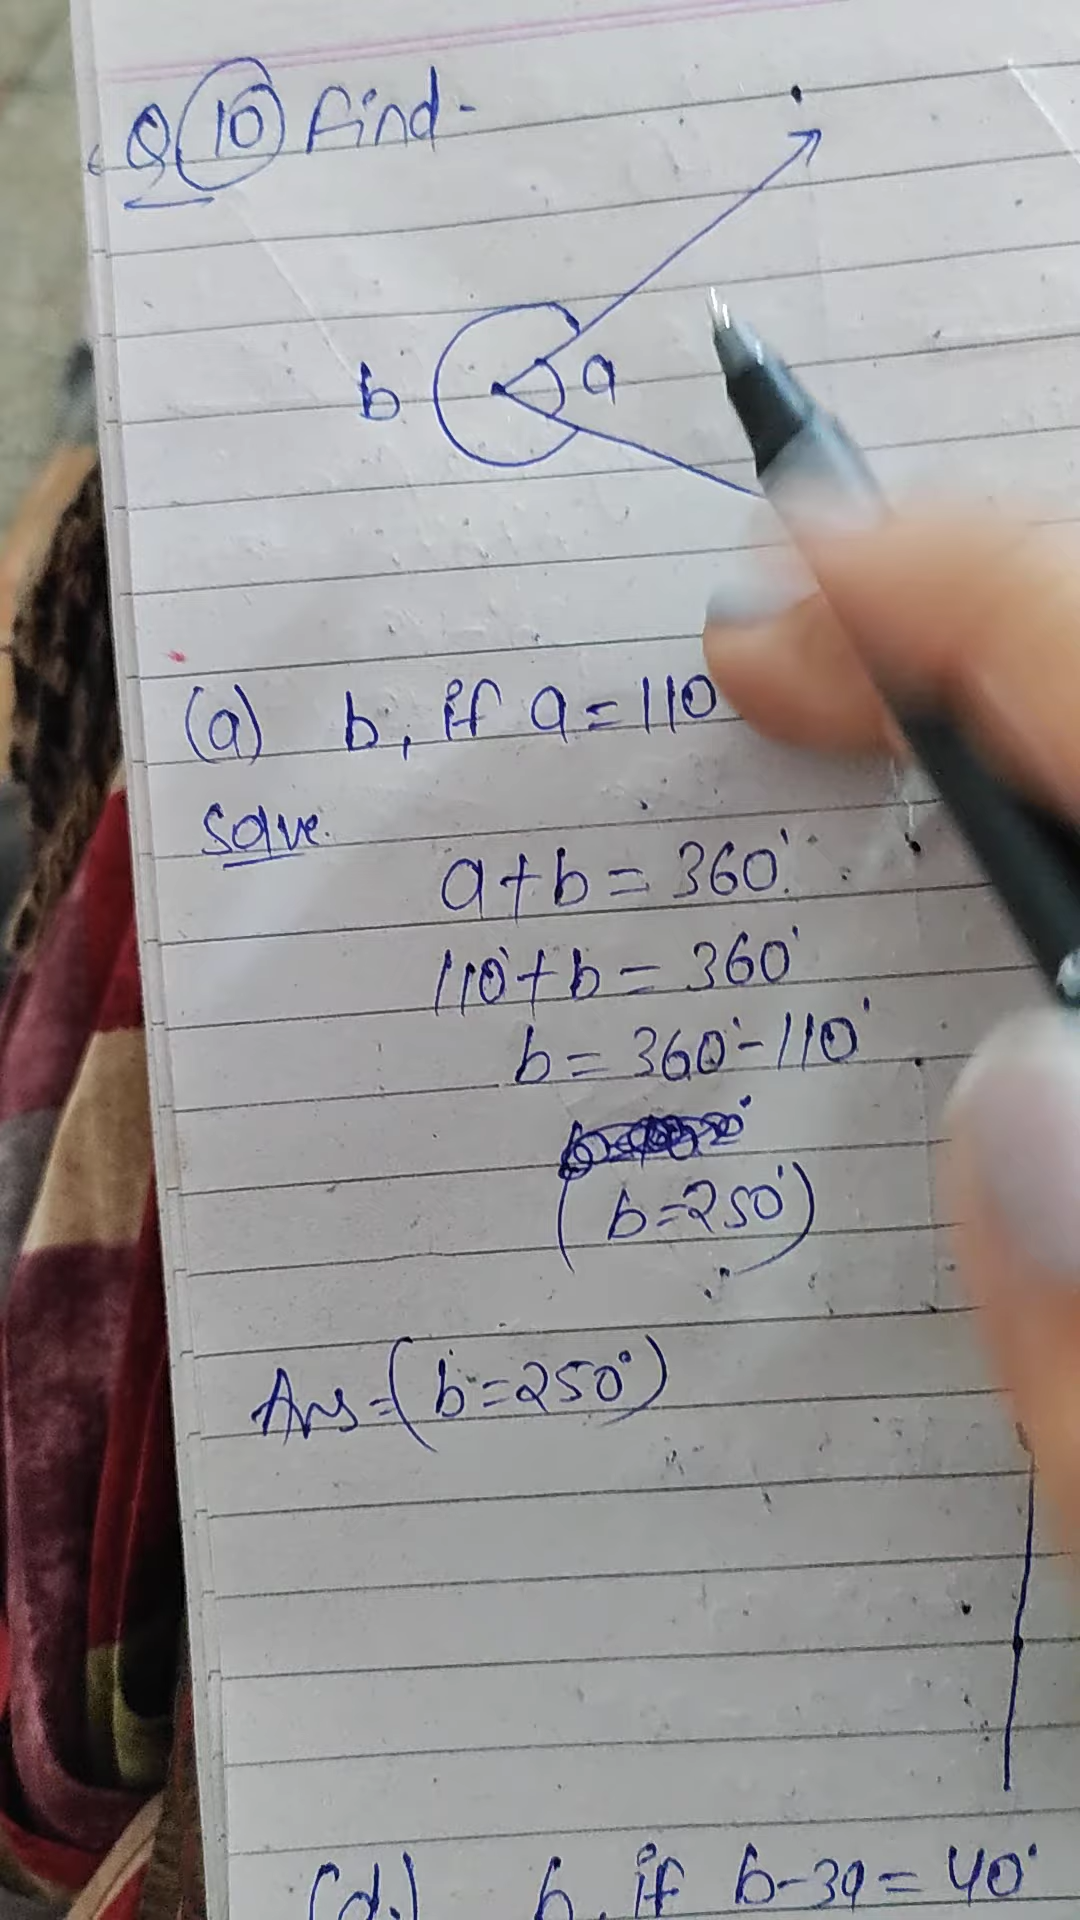 Q 10 find-
b a
(a) b, if a=110
Solve.
a+b = 360°
110°+b = 360°
b = 360°-110°
(b=250°)
Ans=(b=250°)
(d.) b, if b-3a = 40°